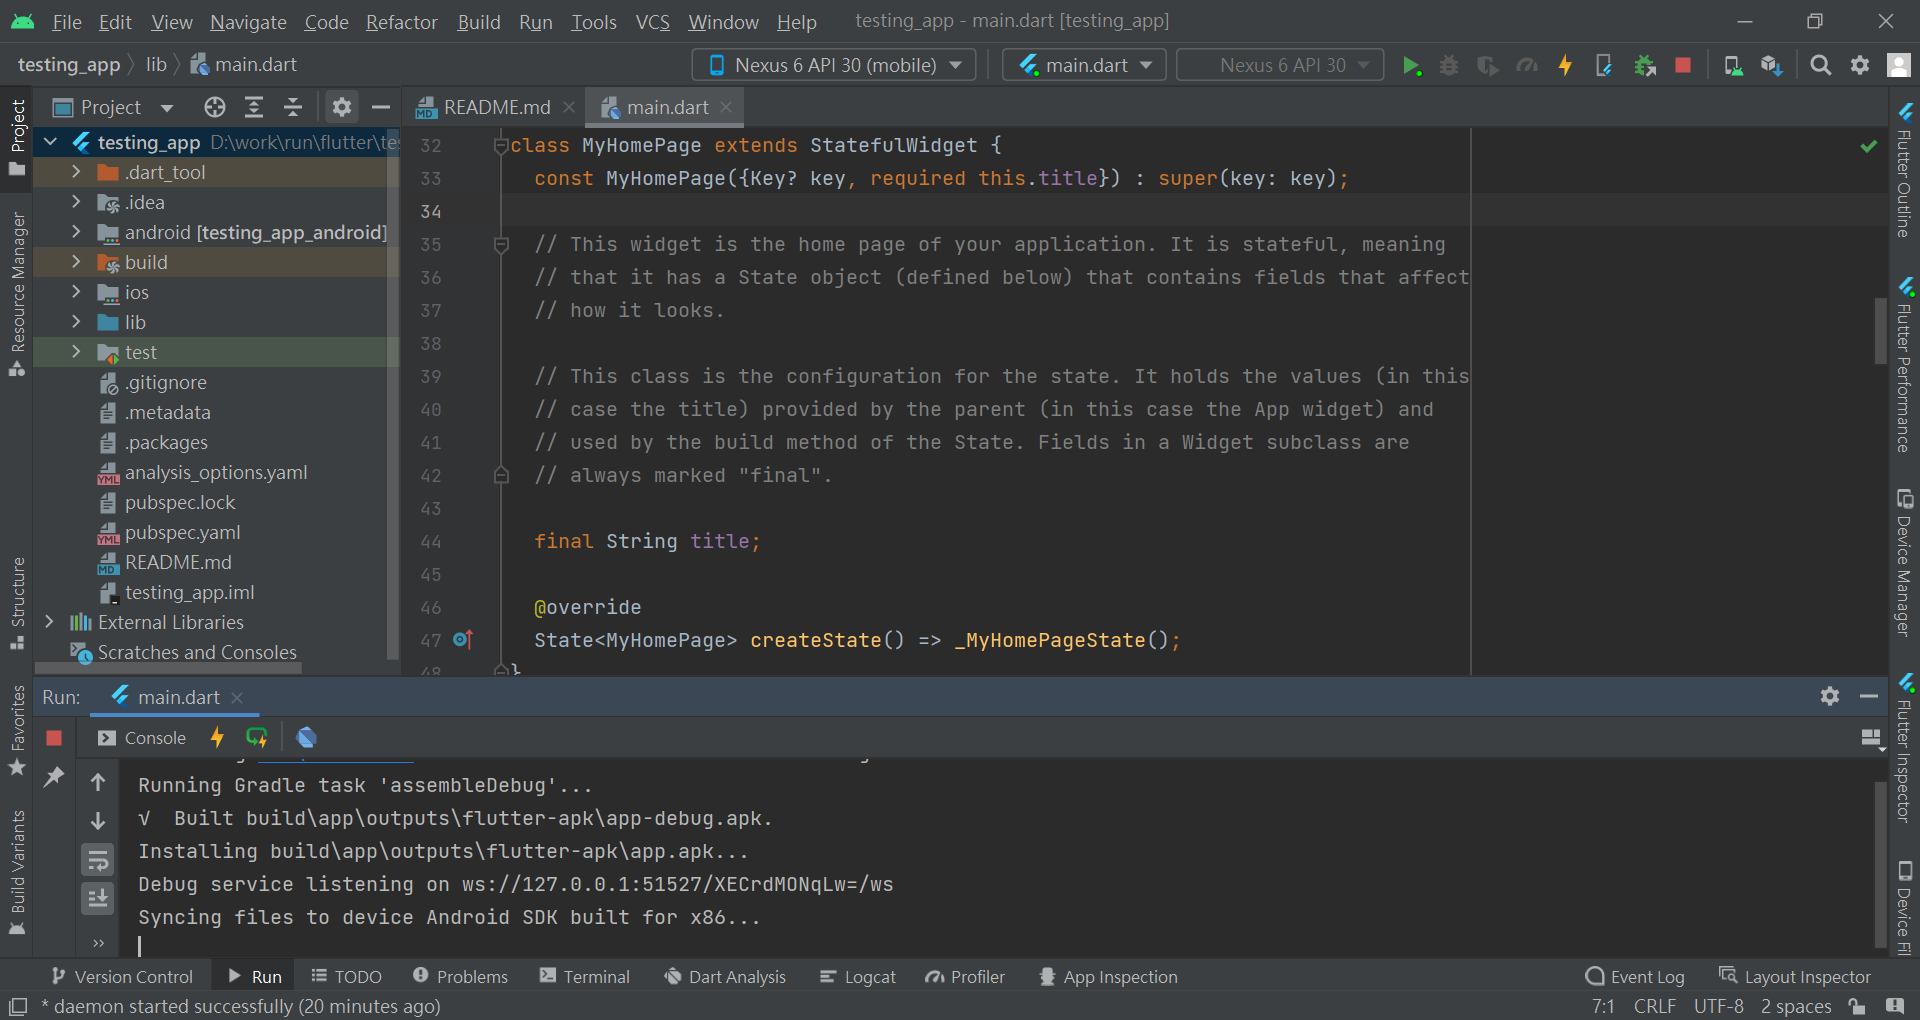 File Edit View Navigate Code Refactor Build Run Tools VCS Window Help testing_app - main.dart [testing_app]
testing_app lib main.dart Nexus 6 API 30 (mobile) main.dart Nexus 6 API 30
Project
README.md main.dart
testing_app D:\work\run\flutter\te
.dart_tool
.idea
android [testing_app_android]
build
ios
lib
test
.gitignore
.metadata
.packages
analysis_options.yaml
pubspec.lock
pubspec.yaml
README.md
testing_app.iml
External Libraries
Scratches and Consoles
32 class MyHomePage extends StatefulWidget {
33 const MyHomePage({Key? key, required this.title}) : super(key: key);
34
35 // This widget is the home page of your application. It is stateful, meaning
36 // that it has a State object (defined below) that contains fields that affect
37 // how it looks.
38
39 // This class is the configuration for the state. It holds the values (in this
40 // case the title) provided by the parent (in this case the App widget) and
41 // used by the build method of the State. Fields in a Widget subclass are
42 // always marked "final".
43
44 final String title;
45
46 @override
47 State<MyHomePage> createState() => _MyHomePageState();
48 }
Project
Resource Manager
Structure
Favorites
Build Variants
Flutter Outline
Flutter Performance
Device Manager
Flutter Inspector
Device Fi
Run: main.dart
Console
Running Gradle task 'assembleDebug'...
√ Built build\app\outputs\flutter-apk\app-debug.apk.
Installing build\app\outputs\flutter-apk\app.apk...
Debug service listening on ws://127.0.0.1:51527/XECrdMONqLw=/ws
Syncing files to device Android SDK built for x86...
Version Control Run TODO Problems Terminal Dart Analysis Logcat Profiler App Inspection Event Log Layout Inspector
* daemon started successfully (20 minutes ago) 7:1 CRLF UTF-8 2 spaces